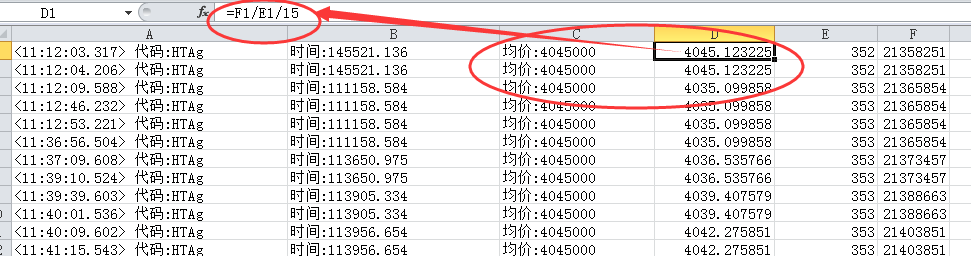 D1 fx =F1/E1/15
A B C D E F
<11:12:03.317> 代码:HTAg 时间:145521.136 均价:4045000 4045.123225 352 21358251
<11:12:04.206> 代码:HTAg 时间:145521.136 均价:4045000 4045.123225 352 21358251
<11:12:09.588> 代码:HTAg 时间:111158.584 均价:4045000 4035.099858 353 21365854
<11:12:46.232> 代码:HTAg 时间:111158.584 均价:4045000 4035.099858 353 21365854
<11:12:53.221> 代码:HTAg 时间:111158.584 均价:4045000 4035.099858 353 21365854
<11:36:56.504> 代码:HTAg 时间:111158.584 均价:4045000 4035.099858 353 21365854
<11:37:09.608> 代码:HTAg 时间:113650.975 均价:4045000 4036.535766 353 21373457
<11:39:10.524> 代码:HTAg 时间:113650.975 均价:4045000 4036.535766 353 21373457
<11:39:39.603> 代码:HTAg 时间:113905.334 均价:4045000 4039.407579 353 21388663
<11:40:01.536> 代码:HTAg 时间:113905.334 均价:4045000 4039.407579 353 21388663
<11:40:09.602> 代码:HTAg 时间:113956.654 均价:4045000 4042.275851 353 21403851
<11:41:15.543> 代码:HTAg 时间:113956.654 均价:4045000 4042.275851 353 21403851